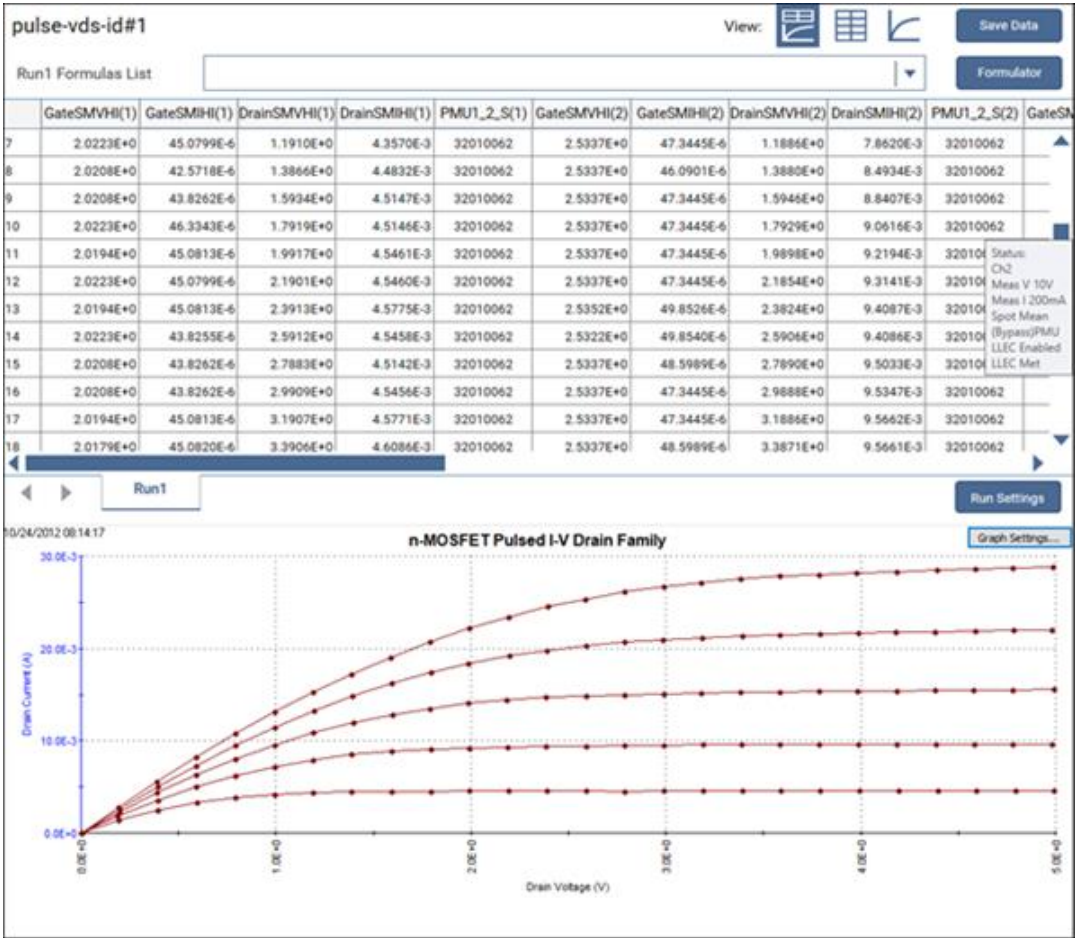 pulse-vds-id#1
View:
Save Data
Run1 Formulas List
Formulator
GateSMVHI(1) GateSMIHI(1) DrainSMVHI(1) DrainSMIHI(1) PMU1_2_S(1) GateSMVHI(2) GateSMIHI(2) DrainSMVHI(2) DrainSMIHI(2) PMU1_2_S(2) GateSM
7 2.0223E+0 45.0799E-6 1.1910E+0 4.3570E-3 32010062 2.5337E+0 47.3445E-6 1.1886E+0 7.8620E-3 32010062
8 2.0208E+0 42.5718E-6 1.3866E+0 4.4832E-3 32010062 2.5337E+0 46.0901E-6 1.3880E+0 8.4934E-3 32010062
9 2.0208E+0 43.8262E-6 1.5934E+0 4.5147E-3 32010062 2.5337E+0 47.3445E-6 1.5946E+0 8.8407E-3 32010062
10 2.0223E+0 46.3343E-6 1.7919E+0 4.5146E-3 32010062 2.5337E+0 47.3445E-6 1.7929E+0 9.0616E-3 32010062
11 2.0194E+0 45.0813E-6 1.9917E+0 4.5461E-3 32010062 2.5337E+0 47.3445E-6 1.9898E+0 9.2194E-3 32010
12 2.0223E+0 45.0799E-6 2.1901E+0 4.5460E-3 32010062 2.5337E+0 47.3445E-6 2.1854E+0 9.3141E-3 32010
13 2.0194E+0 45.0813E-6 2.3913E+0 4.5775E-3 32010062 2.5352E+0 49.8526E-6 2.3824E+0 9.4087E-3 32010
14 2.0223E+0 43.8255E-6 2.5912E+0 4.5458E-3 32010062 2.5322E+0 49.8540E-6 2.5906E+0 9.4086E-3 32010
15 2.0208E+0 43.8262E-6 2.7883E+0 4.5142E-3 32010062 2.5337E+0 48.5989E-6 2.7890E+0 9.5033E-3 32010
16 2.0208E+0 43.8262E-6 2.9909E+0 4.5456E-3 32010062 2.5337E+0 47.3445E-6 2.9888E+0 9.5347E-3 32010062
17 2.0194E+0 45.0813E-6 3.1907E+0 4.5771E-3 32010062 2.5337E+0 47.3445E-6 3.1886E+0 9.5662E-3 32010062
18 2.0179E+0 45.0820E-6 3.3906E+0 4.6086E-3 32010062 2.5337E+0 48.5989E-6 3.3871E+0 9.5661E-3 32010062
Status:
Ch2
Meas V 10V
Meas I 200mA
Spot Mean
(Bypass)PMU
LLEC Enabled
LLEC Met
Run1
Run Settings
10/24/2012 08:14:17
n-MOSFET Pulsed I-V Drain Family
Graph Settings...
30.0E-3
20.0E-3
10.0E-3
0.0E+0
Drain Current (A)
0.0E+0 1.0E+0 2.0E+0 3.0E+0 4.0E+0 5.0E+0
Drain Voltage (V)